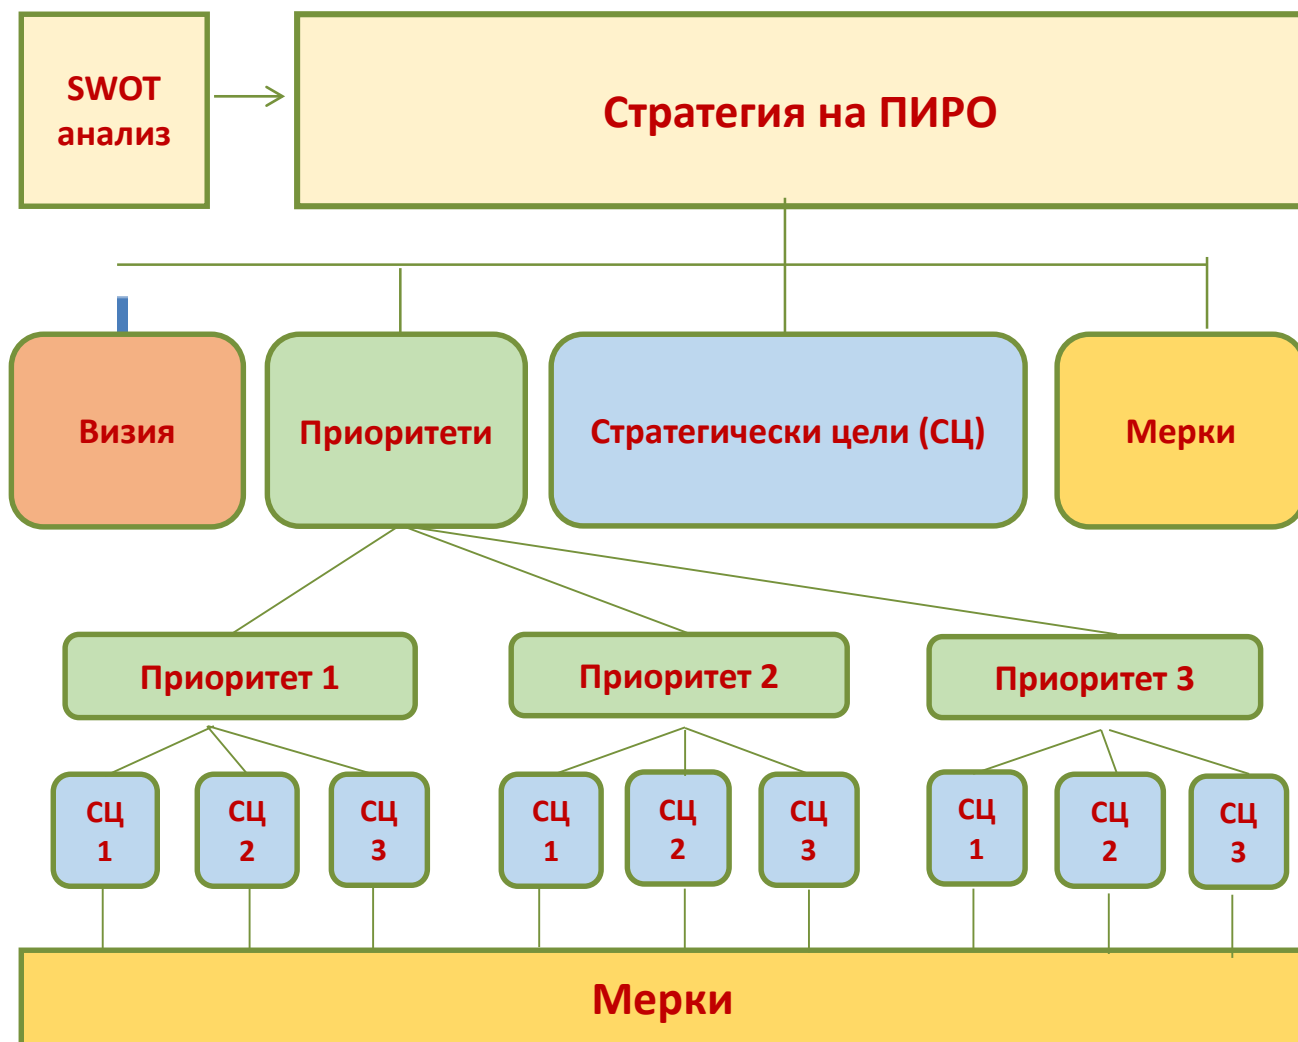 SWOT
анализ
Стратегия на ПИРО
Визия
Приоритети
Стратегически цели (СЦ)
Мерки
Приоритет 1
Приоритет 2
Приоритет 3
СЦ
1
СЦ
2
СЦ
3
СЦ
1
СЦ
2
СЦ
3
СЦ
1
СЦ
2
СЦ
3
Мерки